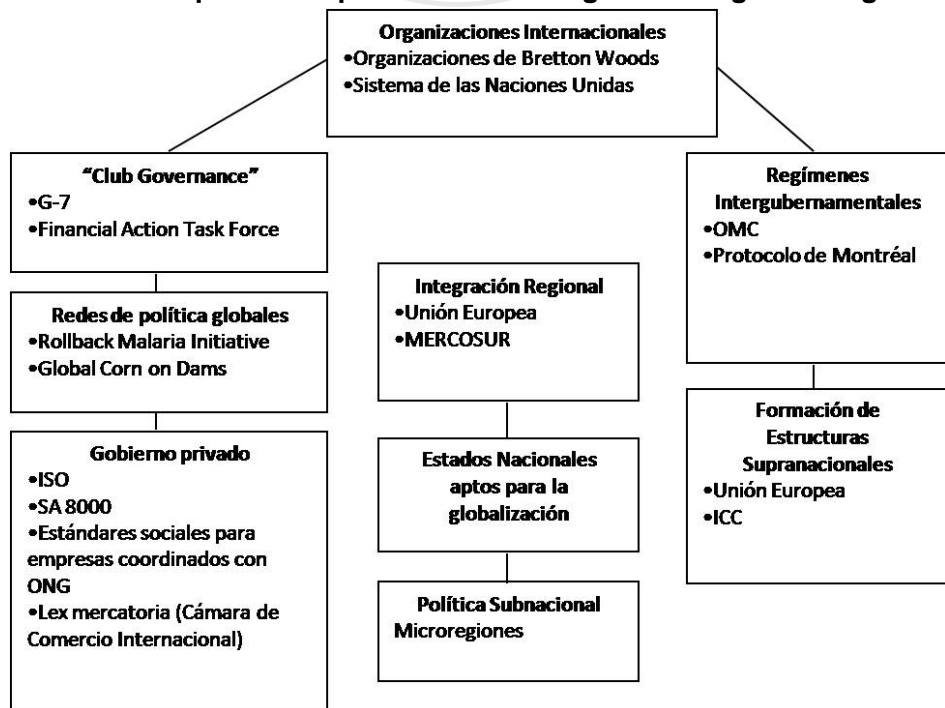 Organizaciones Internacionales
•Organizaciones de Bretton Woods
•Sistema de las Naciones Unidas
“Club Governance”
•G-7
•Financial Action Task Force
Redes de política globales
•Rollback Malaria Initiative
•Global Corn on Dams
Gobierno privado
•ISO
•SA 8000
•Estándares sociales para
empresas coordinados con
ONG
•Lex mercatoria (Cámara de
Comercio Internacional)
Integración Regional
•Unión Europea
•MERCOSUR
Estados Nacionales
aptos para la
globalización
Política Subnacional
Microregiones
Regímenes
Intergubernamentales
•OMC
•Protocolo de Montréal
Formación de
Estructuras
Supranacionales
•Unión Europea
•ICC